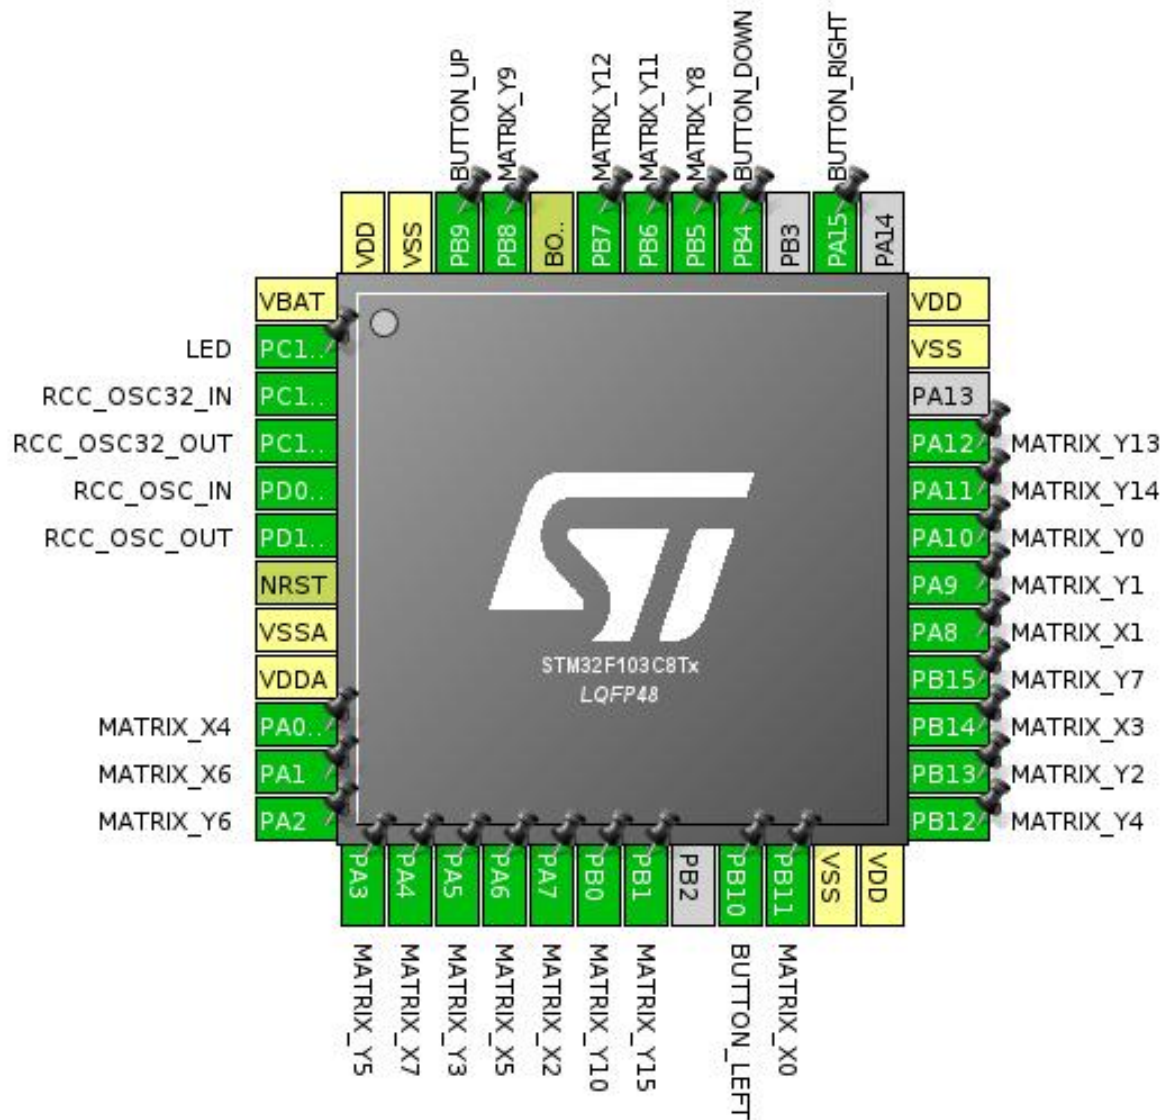 BUTTON_UP
MATRIX_Y9
MATRIX_Y12
MATRIX_Y11
MATRIX_Y8
BUTTON_DOWN
BUTTON_RIGHT
VDD
VSS
PB9
PB8
BO..
PB7
PB6
PB5
PB4
PB3
PA15
PA14
VBAT
LED PC1..
RCC_OSC32_IN PC1..
RCC_OSC32_OUT PC1..
RCC_OSC_IN PD0..
RCC_OSC_OUT PD1..
NRST
VSSA
VDDA
MATRIX_X4 PA0..
MATRIX_X6 PA1
MATRIX_Y6 PA2
ST
STM32F103C8Tx
LQFP48
VDD
VSS
PA13
PA12 MATRIX_Y13
PA11 MATRIX_Y14
PA10 MATRIX_Y0
PA9 MATRIX_Y1
PA8 MATRIX_X1
PB15 MATRIX_Y7
PB14 MATRIX_X3
PB13 MATRIX_Y2
PB12 MATRIX_Y4
PA3
PA4
PA5
PA6
PA7
PB0
PB1
PB2
PB10
PB11
VSS
VDD
MATRIX_Y5
MATRIX_X7
MATRIX_Y3
MATRIX_X5
MATRIX_X2
MATRIX_Y10
MATRIX_Y15
BUTTON_LEFT
MATRIX_X0